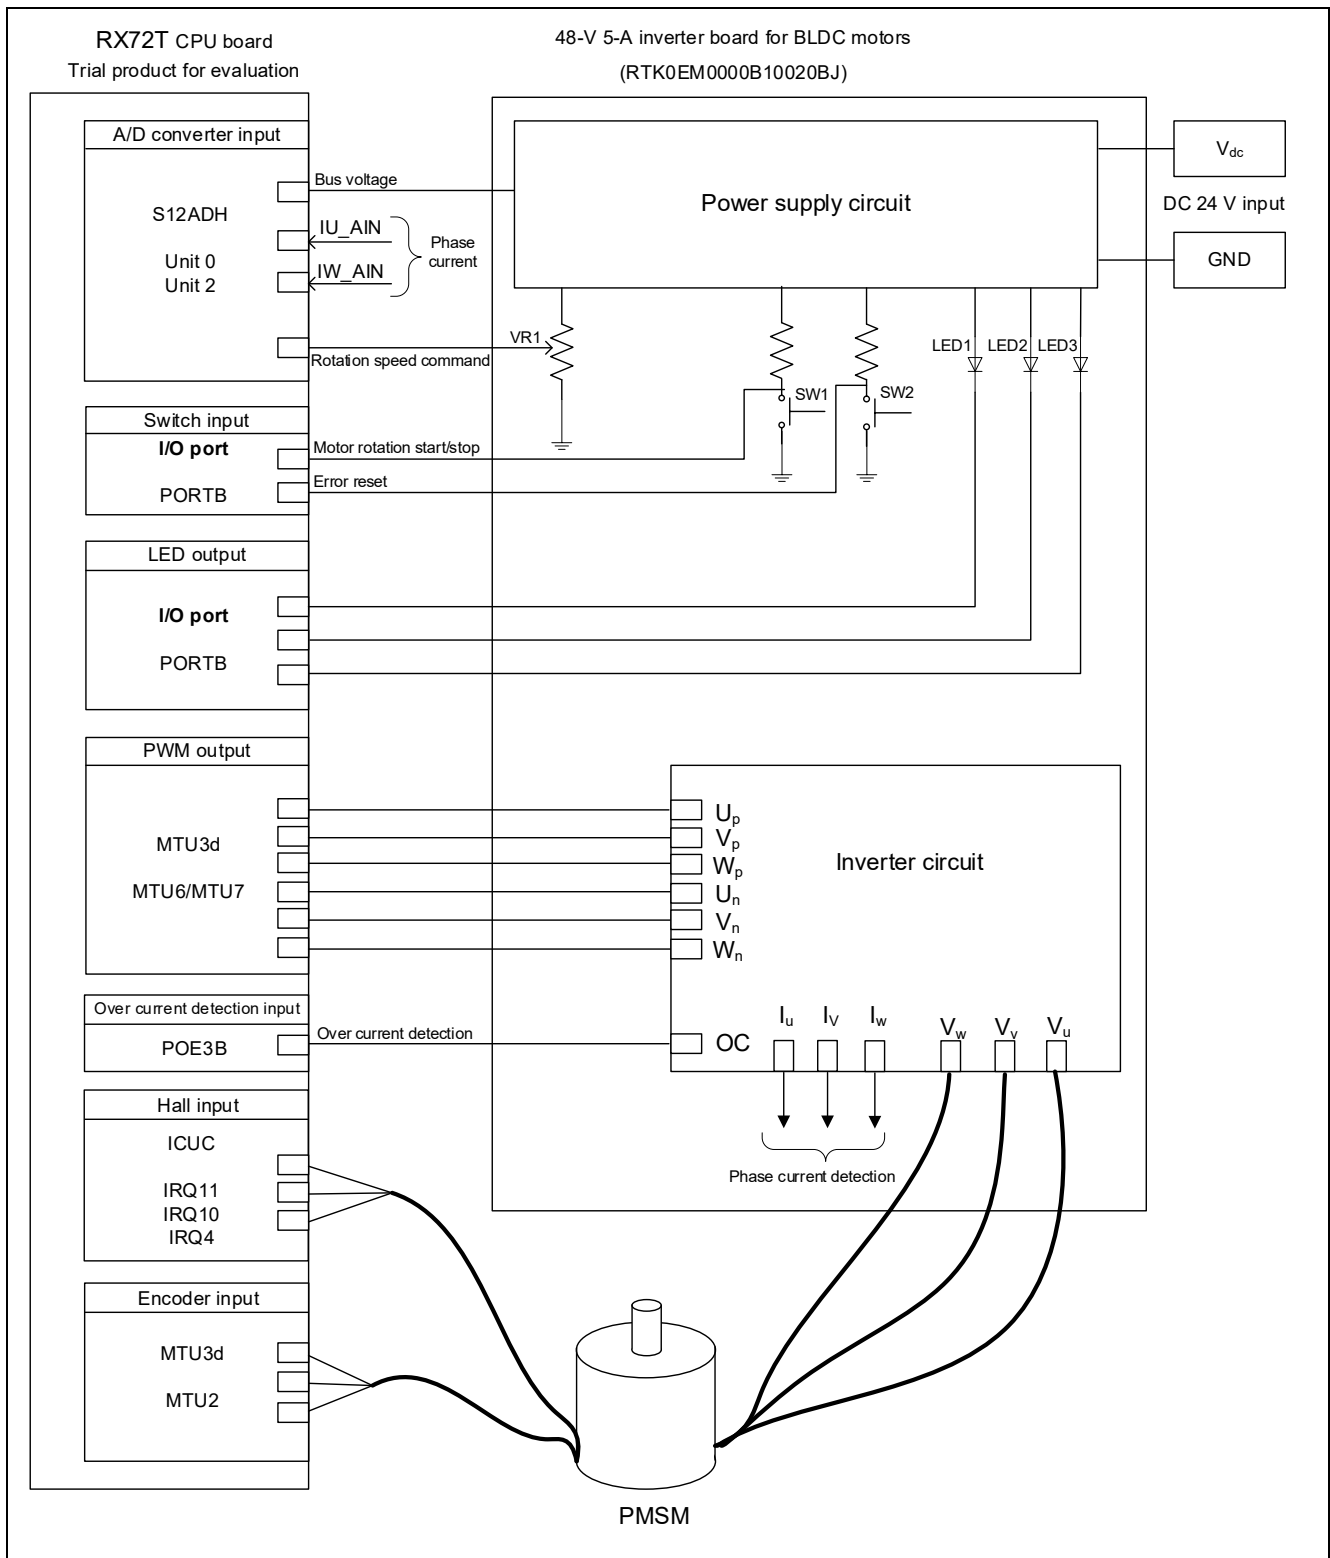 RX72T CPU board
Trial product for evaluation
48-V 5-A inverter board for BLDC motors
(RTK0EM0000B10020BJ)
A/D converter input
S12ADH
Unit 0
Unit 2
Bus voltage
IU_AIN
IW_AIN
Phase
current
Rotation speed command
VR1
Power supply circuit
Vdc
DC 24 V input
GND
SW1
SW2
LED1
LED2
LED3
Switch input
I/O port
PORTB
Motor rotation start/stop
Error reset
LED output
I/O port
PORTB
PWM output
MTU3d
MTU6/MTU7
Up
Vp
Wp
Un
Vn
Wn
Inverter circuit
Over current detection input
POE3B
Over current detection
OC
Iu
IV
Iw
Vw
Vv
Vu
Phase current detection
Hall input
ICUC
IRQ11
IRQ10
IRQ4
Encoder input
MTU3d
MTU2
PMSM